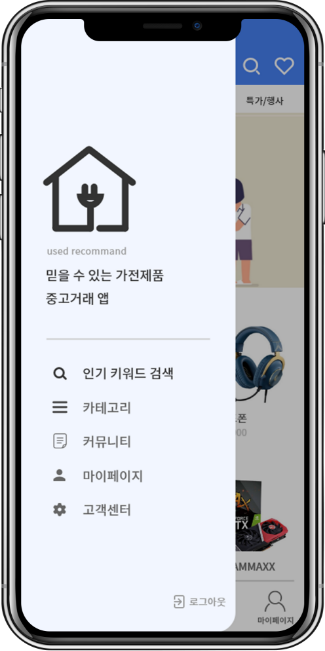 특가/행사
used recommand
믿을 수 있는 가전제품
중고거래 앱
인기 키워드 검색
카테고리
커뮤니티
마이페이지
고객센터
로그아웃
폰
00
TX
AMMAXX
마이페이지